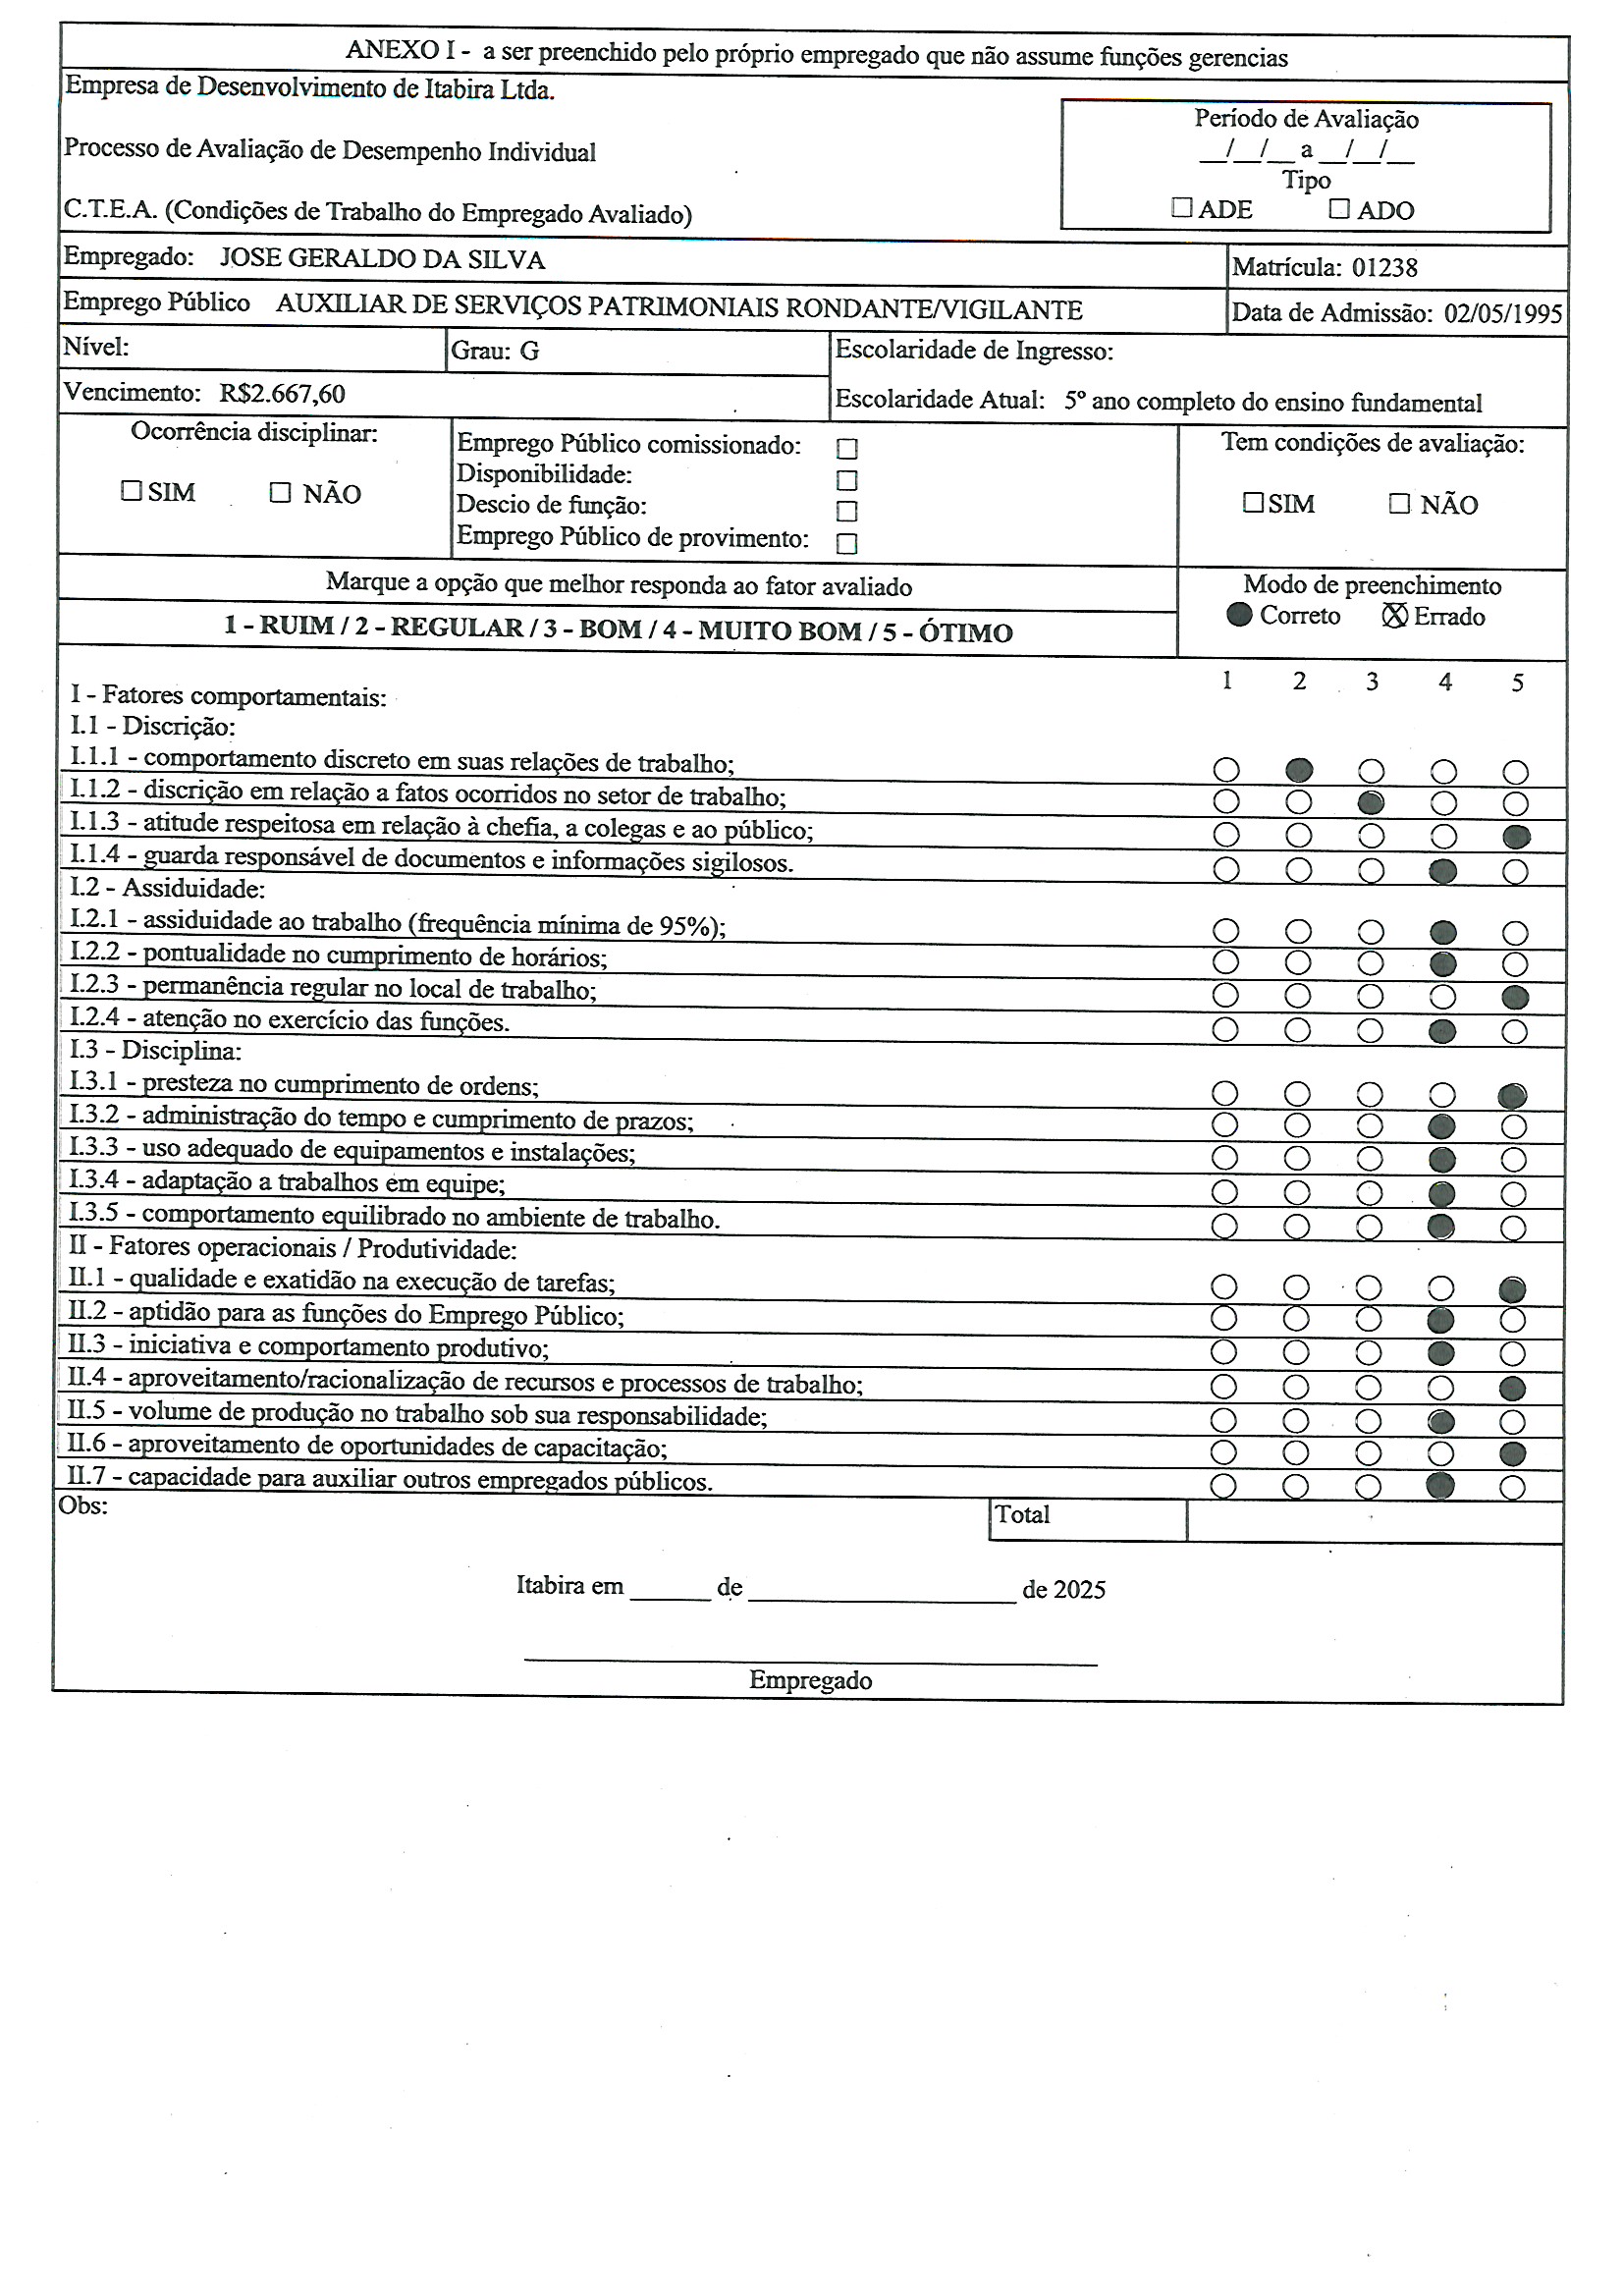 ANEXO I - a ser preenchido pelo próprio empregado que não assume funções gerencias
Empresa de Desenvolvimento de Itabira Ltda.
Processo de Avaliação de Desempenho Individual
C.T.E.A. (Condições de Trabalho do Empregado Avaliado)
Período de Avaliação
__/__/__ a __/__/__
Tipo
☐ ADE ☐ ADO
Empregado: JOSE GERALDO DA SILVA
Matrícula: 01238
Emprego Público AUXILIAR DE SERVIÇOS PATRIMONIAIS RONDANTE/VIGILANTE
Data de Admissão: 02/05/1995
Nível:
Grau: G
Escolaridade de Ingresso:
Vencimento: R$2.667,60
Escolaridade Atual: 5º ano completo do ensino fundamental
Ocorrência disciplinar:
☐ SIM ☐ NÃO
Emprego Público comissionado: ☐
Disponibilidade: ☐
Descio de função: ☐
Emprego Público de provimento: ☐
Tem condições de avaliação:
☐ SIM ☐ NÃO
Marque a opção que melhor responda ao fator avaliado
1 - RUIM / 2 - REGULAR / 3 - BOM / 4 - MUITO BOM / 5 - ÓTIMO
Modo de preenchimento
Correto Errado
1 2 3 4 5
I - Fatores comportamentais:
I.1 - Discrição:
I.1.1 - comportamento discreto em suas relações de trabalho;
I.1.2 - discrição em relação a fatos ocorridos no setor de trabalho;
I.1.3 - atitude respeitosa em relação à chefia, a colegas e ao público;
I.1.4 - guarda responsável de documentos e informações sigilosos.
I.2 - Assiduidade:
I.2.1 - assiduidade ao trabalho (frequência mínima de 95%);
I.2.2 - pontualidade no cumprimento de horários;
I.2.3 - permanência regular no local de trabalho;
I.2.4 - atenção no exercício das funções.
I.3 - Disciplina:
I.3.1 - presteza no cumprimento de ordens;
I.3.2 - administração do tempo e cumprimento de prazos;
I.3.3 - uso adequado de equipamentos e instalações;
I.3.4 - adaptação a trabalhos em equipe;
I.3.5 - comportamento equilibrado no ambiente de trabalho.
II - Fatores operacionais / Produtividade:
II.1 - qualidade e exatidão na execução de tarefas;
II.2 - aptidão para as funções do Emprego Público;
II.3 - iniciativa e comportamento produtivo;
II.4 - aproveitamento/racionalização de recursos e processos de trabalho;
II.5 - volume de produção no trabalho sob sua responsabilidade;
II.6 - aproveitamento de oportunidades de capacitação;
II.7 - capacidade para auxiliar outros empregados públicos.
Obs:
Total
Itabira em ______ de ____________________ de 2025
Empregado